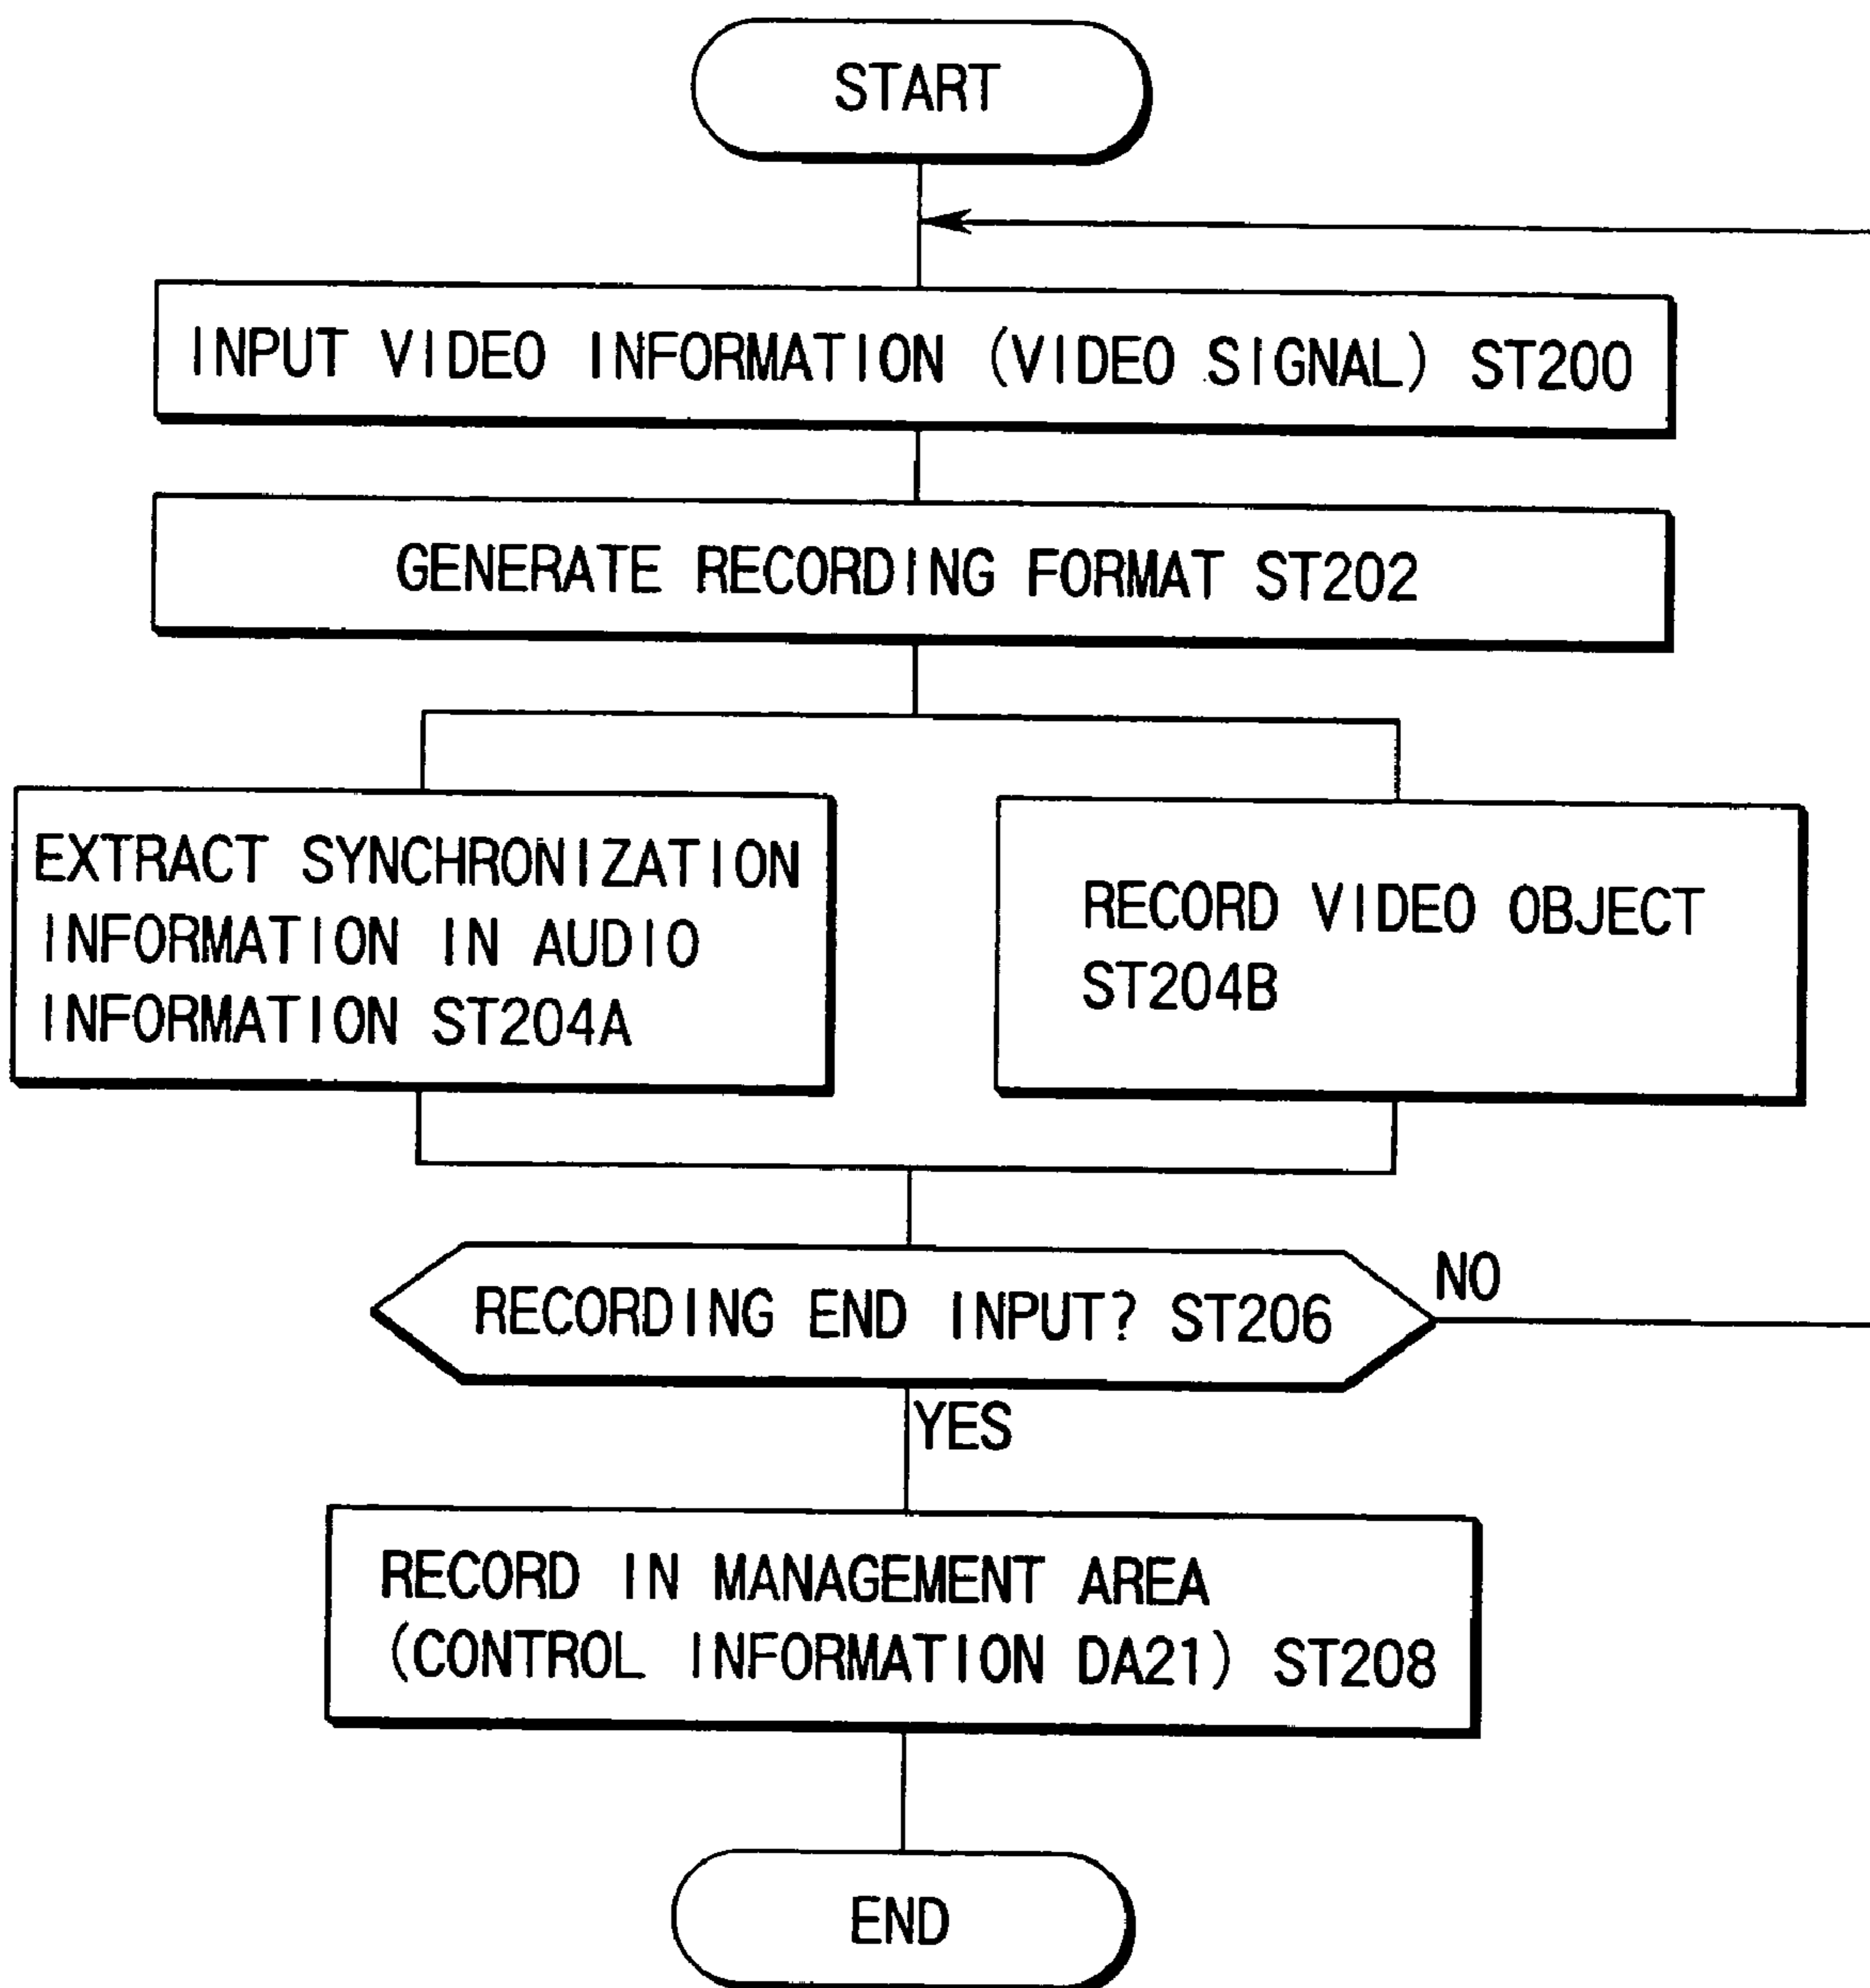 START
INPUT VIDEO INFORMATION (VIDEO SIGNAL) ST200
GENERATE RECORDING FORMAT ST202
EXTRACT SYNCHRONIZATION
INFORMATION IN AUDIO
INFORMATION ST204A
RECORD VIDEO OBJECT
ST204B
RECORDING END INPUT? ST206
NO
YES
RECORD IN MANAGEMENT AREA
(CONTROL INFORMATION DA21) ST208
END